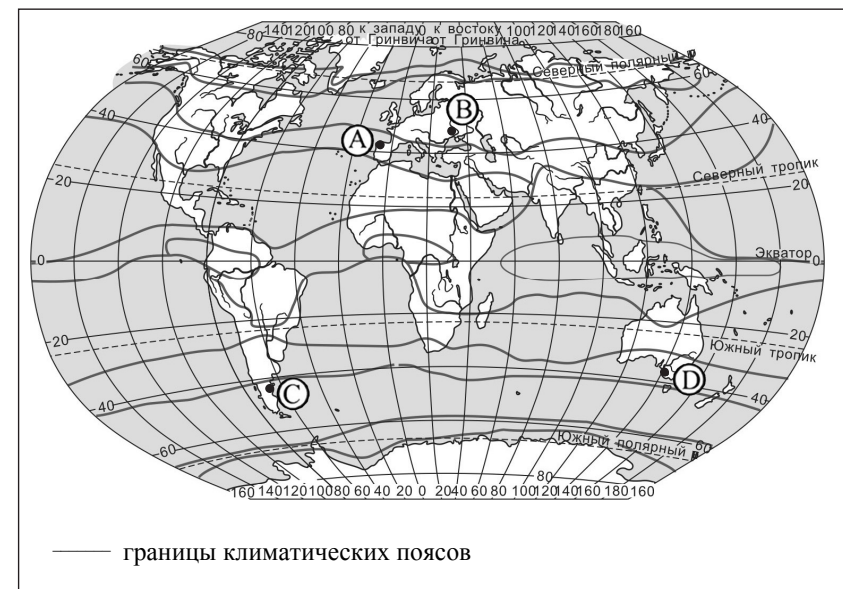 140 120 100 80 к западу 0 к востоку 100 120 140 160 180 160
80 от Гринвича от Гринвича
Северный полярный
60
B
40 A 40
Северный тропик
20 20
Экватор
0 0
20 20
Южный тропик
C D
40 40
60 Южный полярный 60
80
160 140 120 100 80 60 40 20 0 20 40 60 80 100 120 140 160 180 160
границы климатических поясов